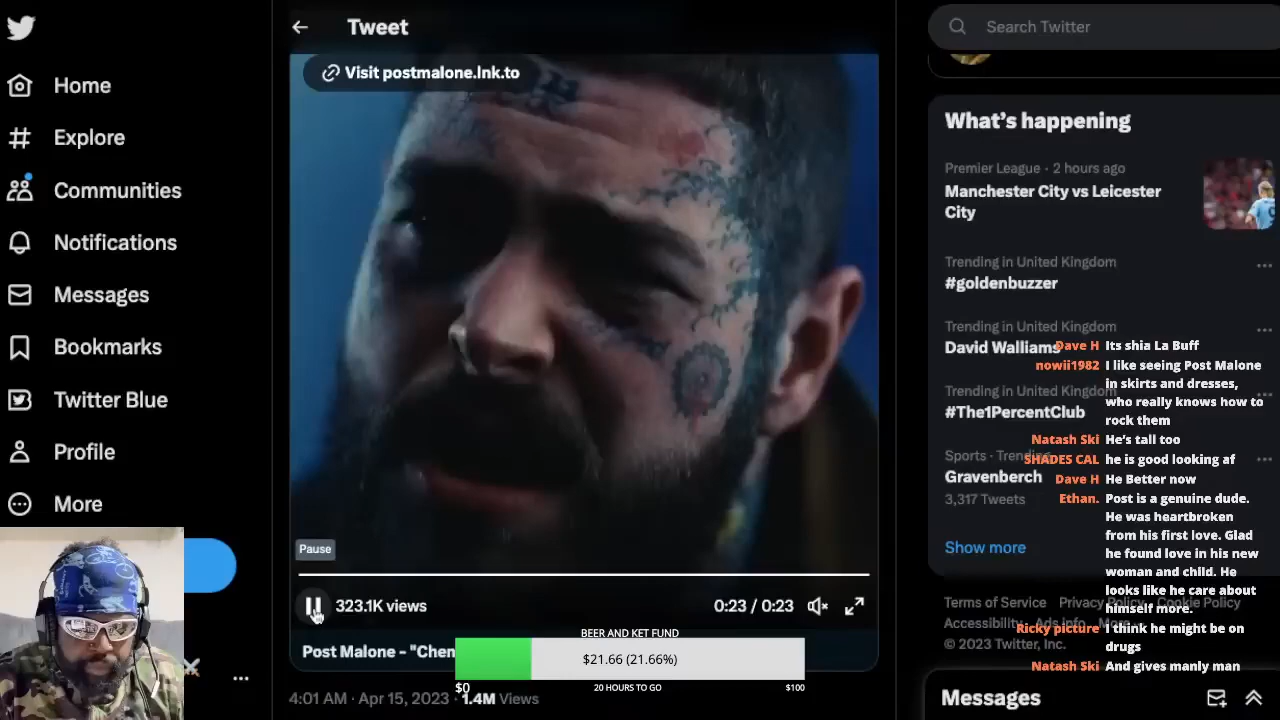 Home
Explore
Communities
Notifications
Messages
Bookmarks
Twitter Blue
Profile
More
Tweet
Visit postmalone.lnk.to
Pause
323.1K views
0:23 / 0:23
Post Malone - "Chem
BEER AND KET FUND
$21.66 (21.66%)
$0
20 HOURS TO GO
$100
4:01 AM · Apr 15, 2023 · 1.4M Views
Search Twitter
What's happening
Premier League · 2 hours ago
Manchester City vs Leicester
City
Trending in United Kingdom
#goldenbuzzer
Trending in United Kingdom
David Walliams
Trending in United Kingdom
#The1PercentClub
Sports · Trending
Gravenberch
3,317 Tweets
Show more
Terms of Service Privacy Policy Cookie Policy
Accessibility Ads info More
© 2023 Twitter, Inc.
Dave H Its shia La Buff
nowii1982 I like seeing Post Malone
in skirts and dresses,
who really knows how to
rock them
Natash Ski He's tall too
SHADES CAL he is good looking af
Dave H He Better now
Ethan. Post is a genuine dude.
He was heartbroken
from his first love. Glad
he found love in his new
woman and child. He
looks like he care about
himself more.
Ricky picture I think he might be on
drugs
Natash Ski And gives manly man
Messages